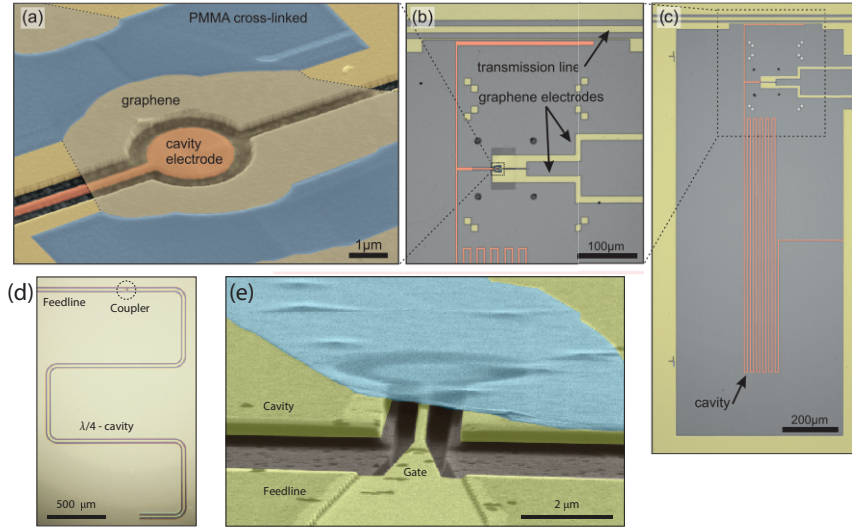 (a)
PMMA cross-linked
graphene
cavity
electrode
1µm
(b)
transmission line
graphene electrodes
100µm
(c)
cavity
200µm
(d)
Feedline
Coupler
λ/4 - cavity
500 µm
(e)
Cavity
Gate
Feedline
2 µm